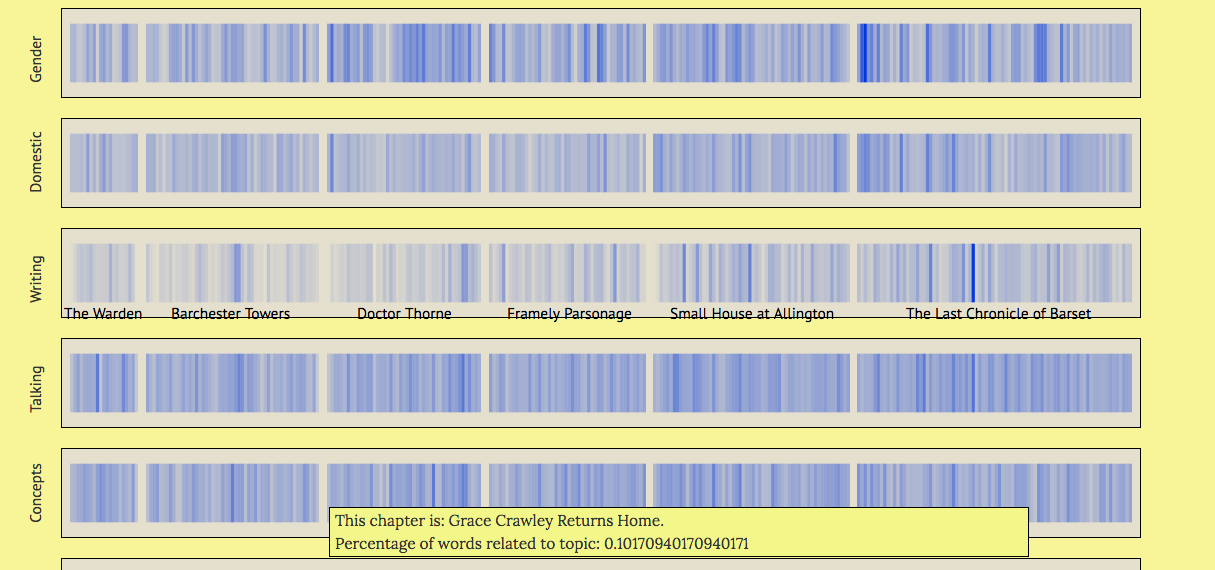 Gender
Domestic
Writing
The Warden Barchester Towers Doctor Thorne Framely Parsonage Small House at Allington The Last Chronicle of Barset
Talking
Concepts
This chapter is: Grace Crawley Returns Home.
Percentage of words related to topic: 0.10170940170940171